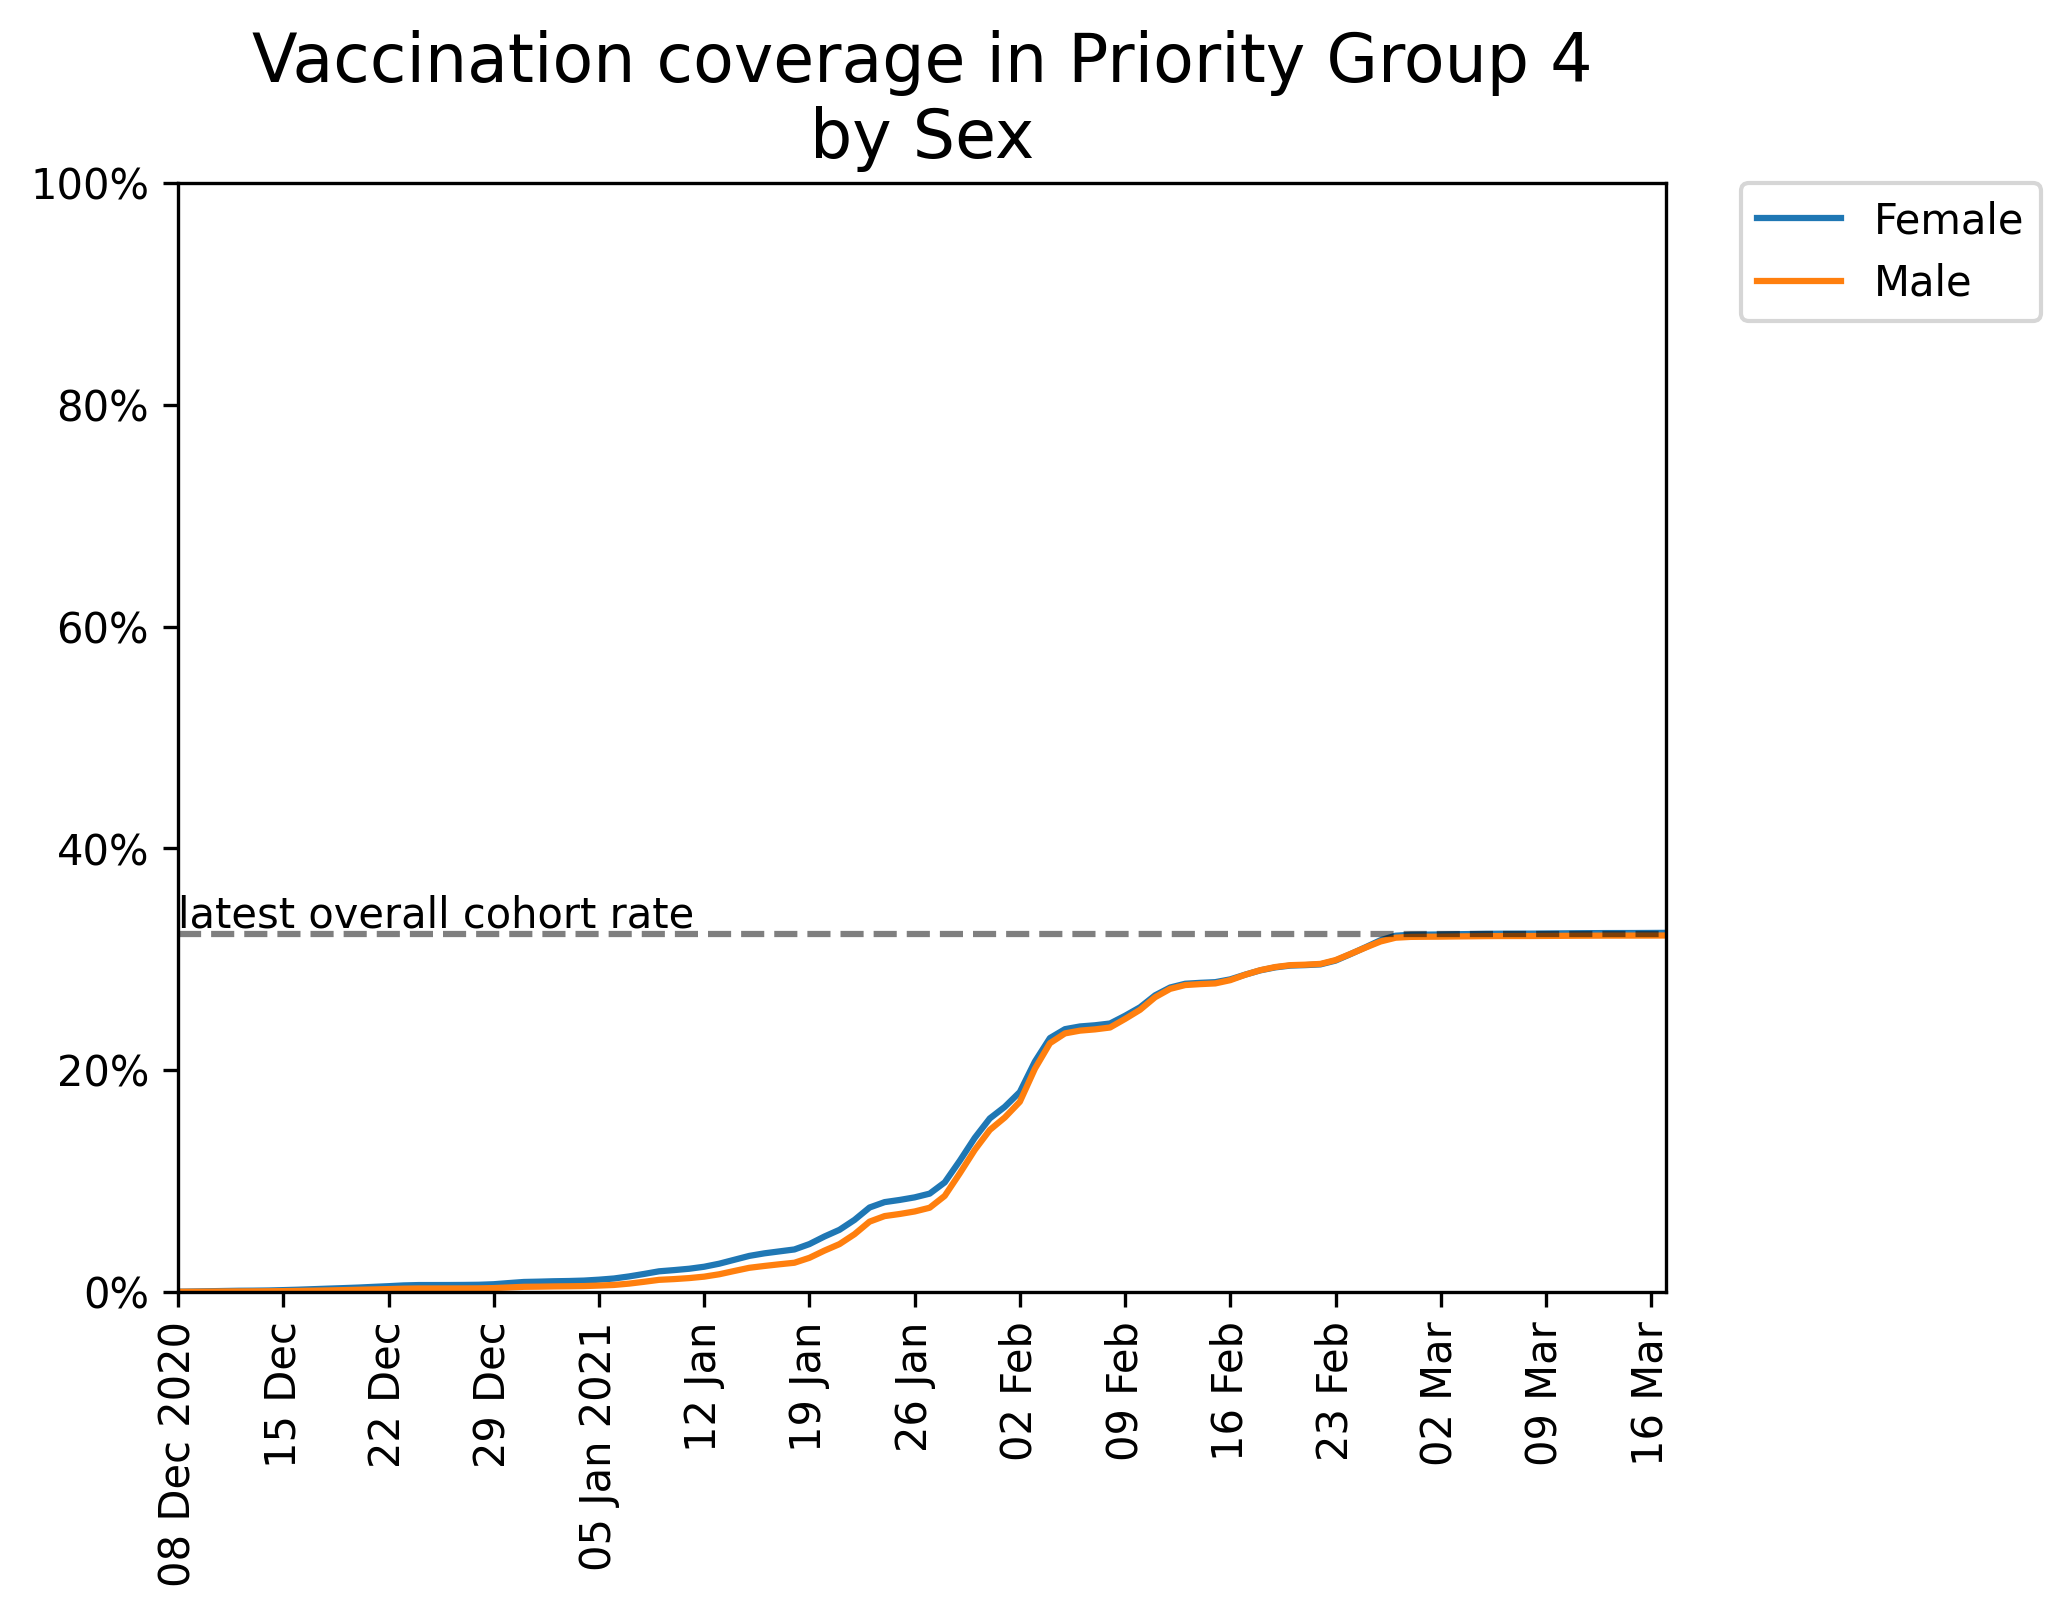 Vaccination coverage in Priority Group 4
by Sex
100%
80%
60%
40%
20%
0%
latest overall cohort rate
Female
Male
08 Dec 2020
15 Dec
22 Dec
29 Dec
05 Jan 2021
12 Jan
19 Jan
26 Jan
02 Feb
09 Feb
16 Feb
23 Feb
02 Mar
09 Mar
16 Mar